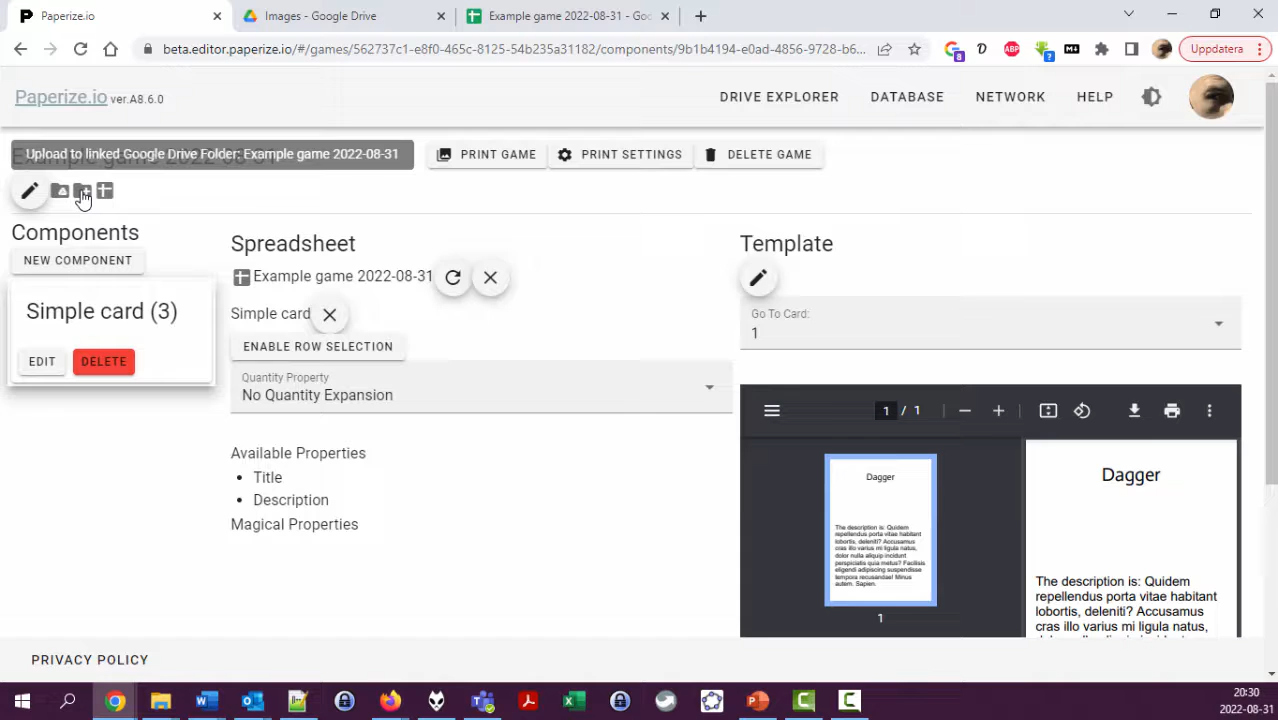 Paperize.io
Images - Google Drive
Example game 2022-08-31 - Goo
beta.editor.paperize.io/#/games/562737c1-e8f0-465c-8125-54b235a31182/components/9b1b4194-e0ad-4856-9728-b6...
8
ABP
?
Uppdatera
Paperize.io ver.A8.6.0
DRIVE EXPLORER
DATABASE
NETWORK
HELP
Upload to linked Google Drive Folder: Example game 2022-08-31
PRINT GAME
PRINT SETTINGS
DELETE GAME
Components
NEW COMPONENT
Simple card (3)
EDIT
DELETE
Spreadsheet
Example game 2022-08-31
Simple card
ENABLE ROW SELECTION
Quantity Property
No Quantity Expansion
Available Properties
• Title
• Description
Magical Properties
Template
Go To Card:
1
1 / 1
Dagger
The description is: Quidem
repellendus porta vitae habitant
lobortis, deleniti? Accusamus
cras illo varius mi ligula natus,
dolor nulla aliquip incidunt
perspiciatis quia metus? Facilisis
eligendi adipiscing suspendisse
tempora recusandae! Minus
autem. Sapien.
1
Dagger
The description is: Quidem
repellendus porta vitae habitant
lobortis, deleniti? Accusamus
cras illo varius mi ligula natus,
PRIVACY POLICY
20:30
2022-08-31